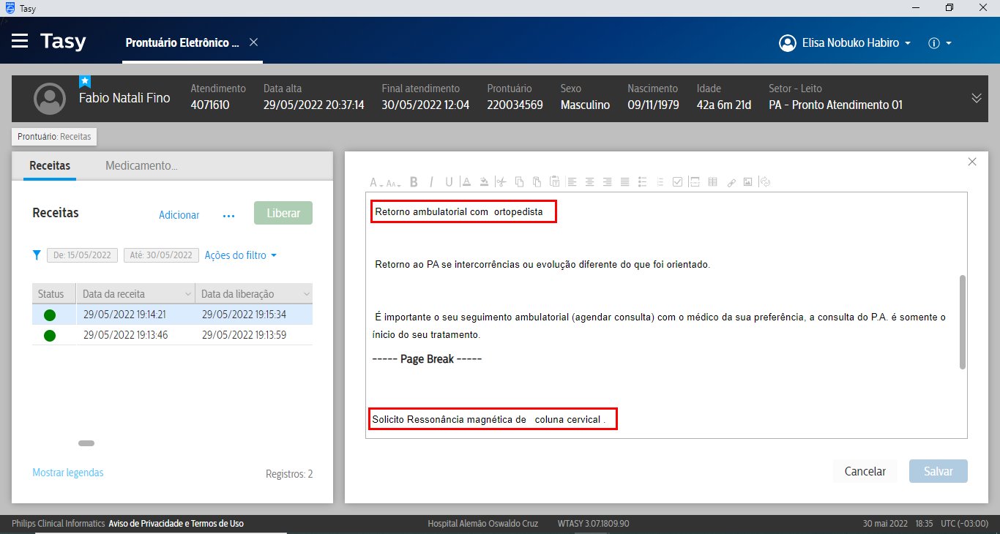 Tasy
Tasy
Prontuário Eletrônico ...
Elisa Nobuko Habiro
Fabio Natali Fino
Atendimento
4071610
Data alta
29/05/2022 20:37:14
Final atendimento
30/05/2022 12:04
Prontuário
220034569
Sexo
Masculino
Nascimento
09/11/1979
Idade
42a 6m 21d
Setor - Leito
PA - Pronto Atendimento 01
Prontuário: Receitas
Receitas
Medicamento...
Receitas
Adicionar
...
Liberar
De: 15/05/2022
Até: 30/05/2022
Ações do filtro
Status
Data da receita
Data da liberação
29/05/2022 19:14:21
29/05/2022 19:15:34
29/05/2022 19:13:46
29/05/2022 19:13:59
Mostrar legendas
Registros: 2
Retorno ambulatorial com ortopedista
Retorno ao PA se intercorrências ou evolução diferente do que foi orientado.
É importante o seu seguimento ambulatorial (agendar consulta) com o médico da sua preferência, a consulta do P.A. é somente o
ínicio do seu tratamento.
----- Page Break -----
Solicito Ressonância magnética de coluna cervical .
Cancelar
Salvar
Philips Clinical Informatics Aviso de Privacidade e Termos de Uso
Hospital Alemão Oswaldo Cruz
WTASY 3.07.1809.90
30 mai 2022 18:35 UTC (-03:00)